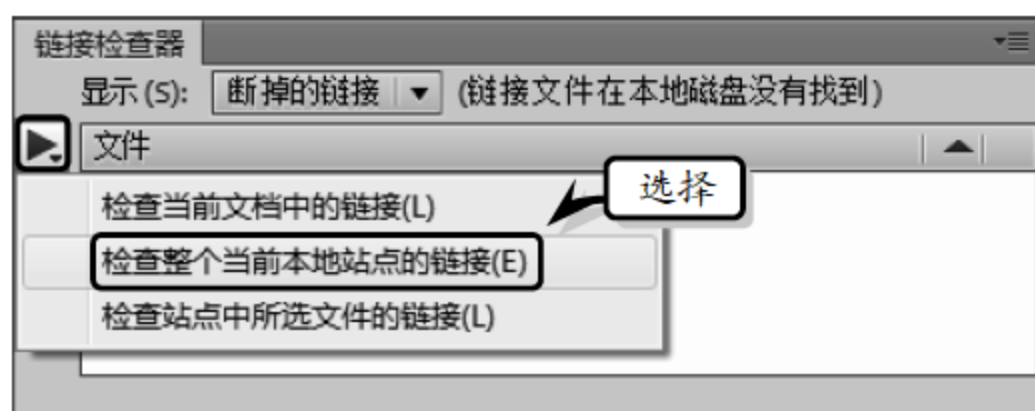 链接检查器
显示(S): 断掉的链接 (链接文件在本地磁盘没有找到)
文件
选择
检查当前文档中的链接(L)
检查整个当前本地站点的链接(E)
检查站点中所选文件的链接(L)